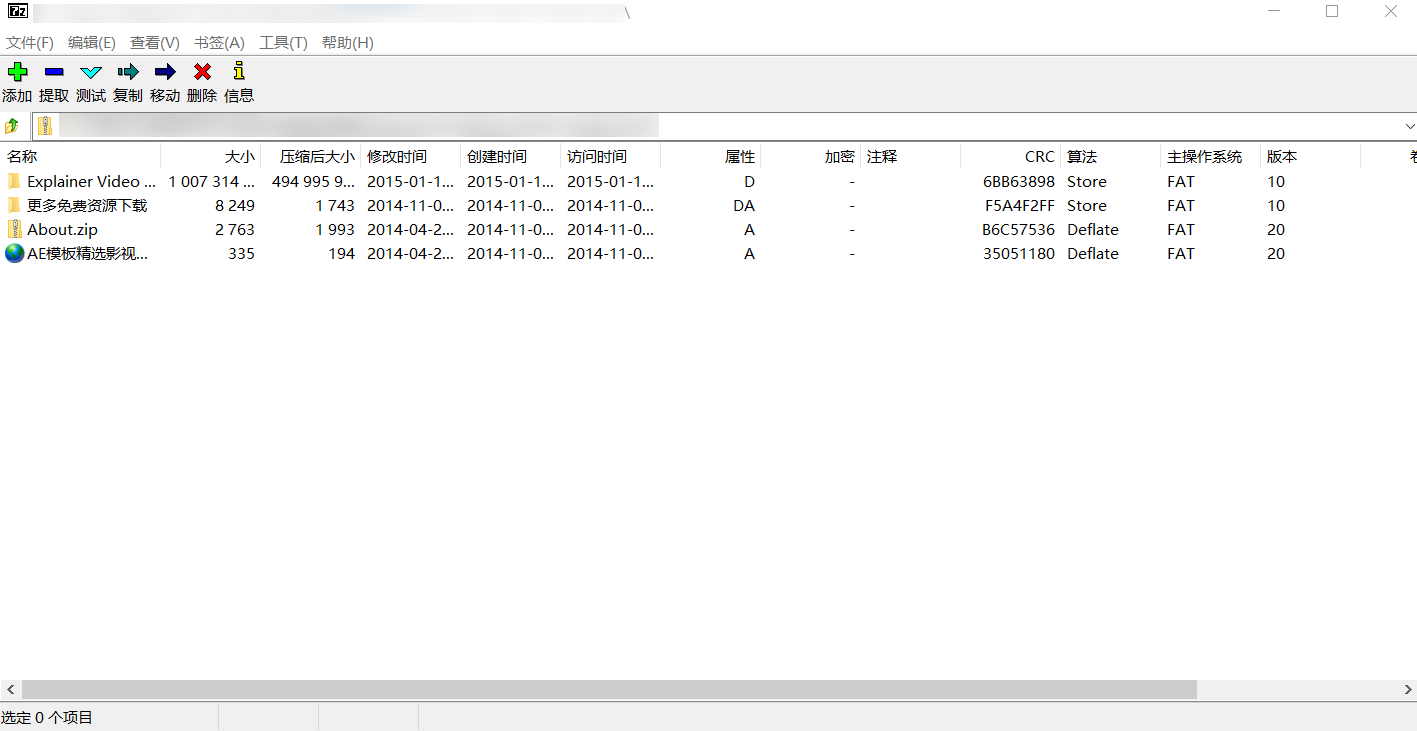 7z \
文件(F) 编辑(E) 查看(V) 书签(A) 工具(T) 帮助(H)
添加 提取 测试 复制 移动 删除 信息
名称 大小 压缩后大小 修改时间 创建时间 访问时间 属性 加密 注释 CRC 算法 主操作系统 版本
Explainer Video ... 1 007 314 ... 494 995 9... 2015-01-1... 2015-01-1... 2015-01-1... D - 6BB63898 Store FAT 10
更多免费资源下载 8 249 1 743 2014-11-0... 2014-11-0... 2014-11-0... DA - F5A4F2FF Store FAT 10
About.zip 2 763 1 993 2014-04-2... 2014-11-0... 2014-11-0... A - B6C57536 Deflate FAT 20
AE模板精选影视... 335 194 2014-04-2... 2014-11-0... 2014-11-0... A - 35051180 Deflate FAT 20
选定 0 个项目